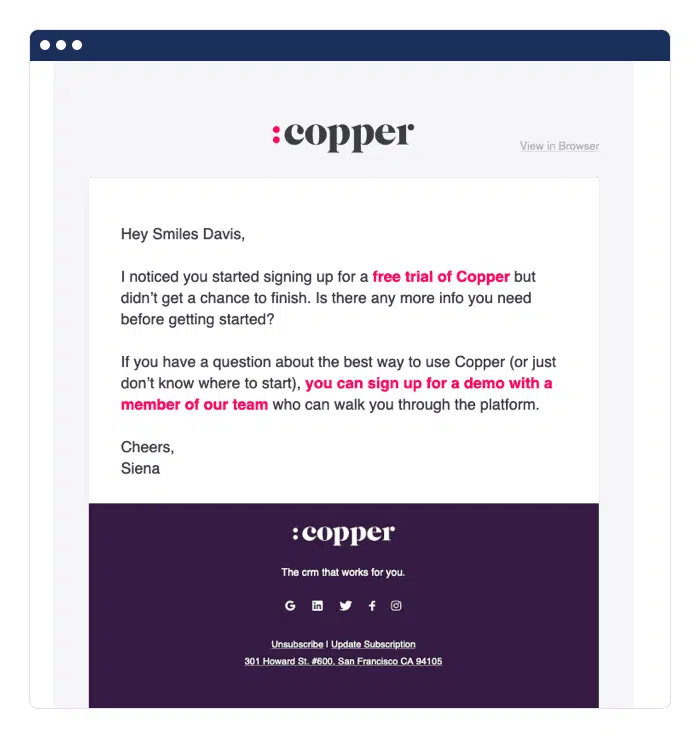 :copper
View in Browser
Hey Smiles Davis,
I noticed you started signing up for a free trial of Copper but
didn’t get a chance to finish. Is there any more info you need
before getting started?
If you have a question about the best way to use Copper (or just
don’t know where to start), you can sign up for a demo with a
member of our team who can walk you through the platform.
Cheers,
Siena
:copper
The crm that works for you.
Unsubscribe | Update Subscription
301 Howard St. #600. San Francisco CA 94105